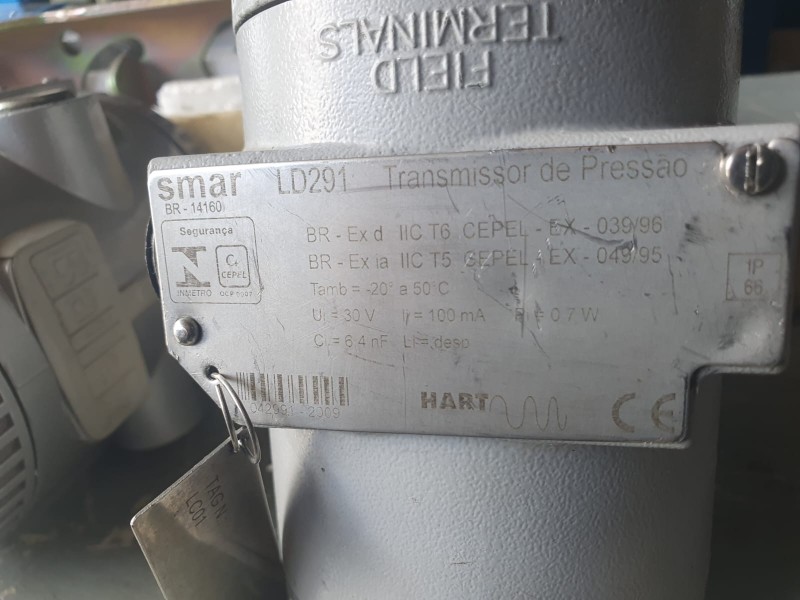 FIELD
TERMINALS
smar LD291 Transmissor de Pressão
BR - 14160
Segurança
BR - Ex d IIC T6 CEPEL - EX - 039/96
BR - Ex ia IIC T5 CEPEL - EX - 049/95
CEPEL
INMETRO
IP
66
Tamb = -20° a 50°C
Ui = 30 V Ii = 100 mA Pi = 0.7 W
Ci = 6.4 nF Li = desp
HART
CE
TAG N
LC01